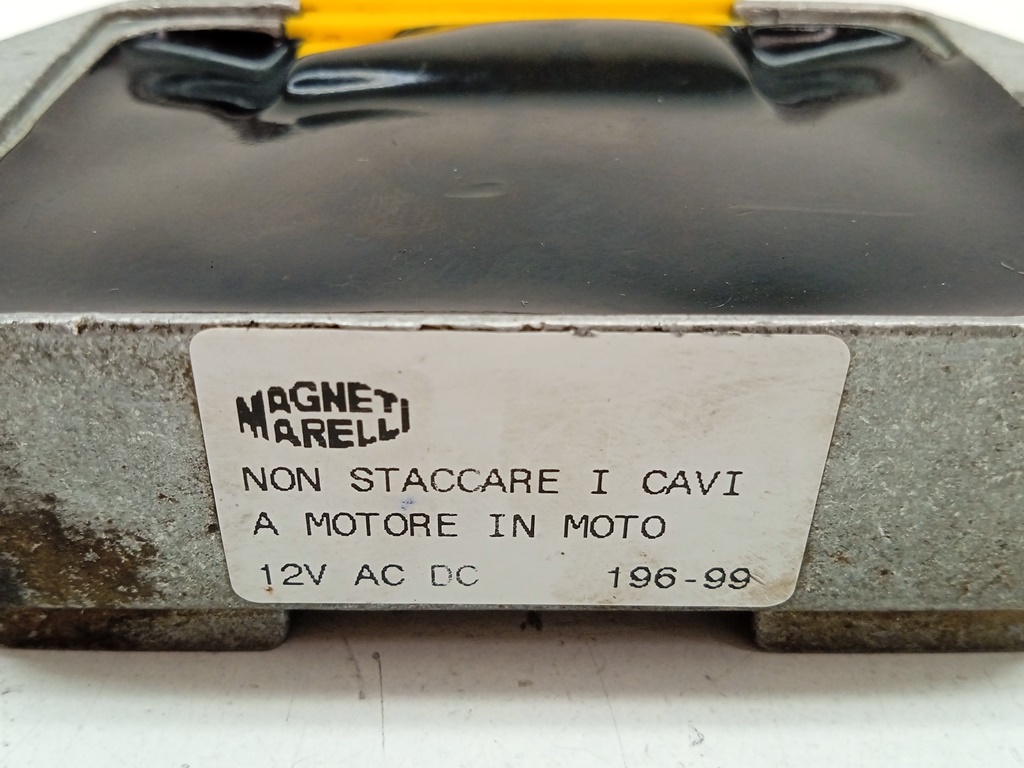 MAGNETI
MARELLI
NON STACCARE I CAVI
A MOTORE IN MOTO
12V AC DC 196-99